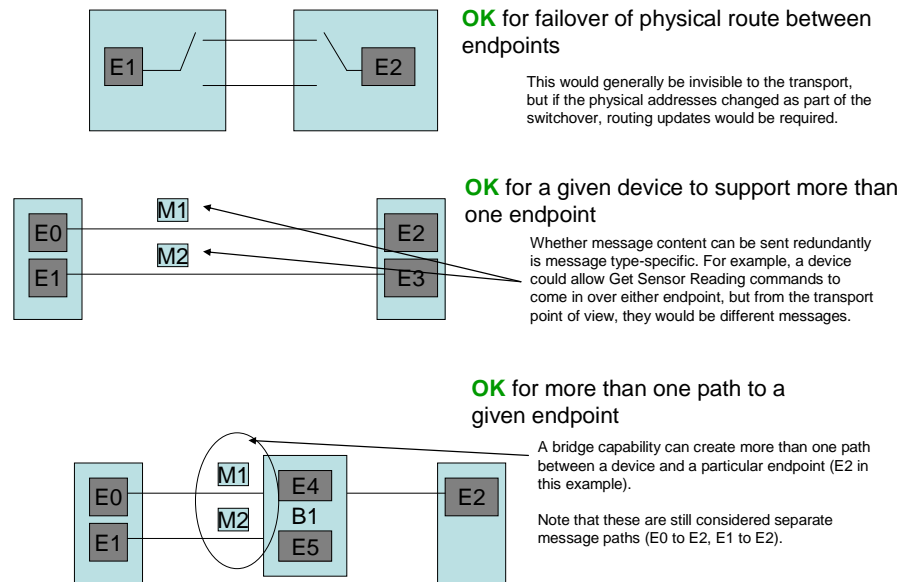 OK for failover of physical route between
endpoints
E1
E2
This would generally be invisible to the transport,
but if the physical addresses changed as part of the
switchover, routing updates would be required.
OK for a given device to support more than
one endpoint
M1
E0
E2
M2
E1
E3
Whether message content can be sent redundantly
is message type-specific. For example, a device
could allow Get Sensor Reading commands to
come in over either endpoint, but from the transport
point of view, they would be different messages.
OK for more than one path to a
given endpoint
A bridge capability can create more than one path
between a device and a particular endpoint (E2 in
this example).
Note that these are still considered separate
message paths (E0 to E2, E1 to E2).
M1
E0
E4
E2
M2
B1
E1
E5